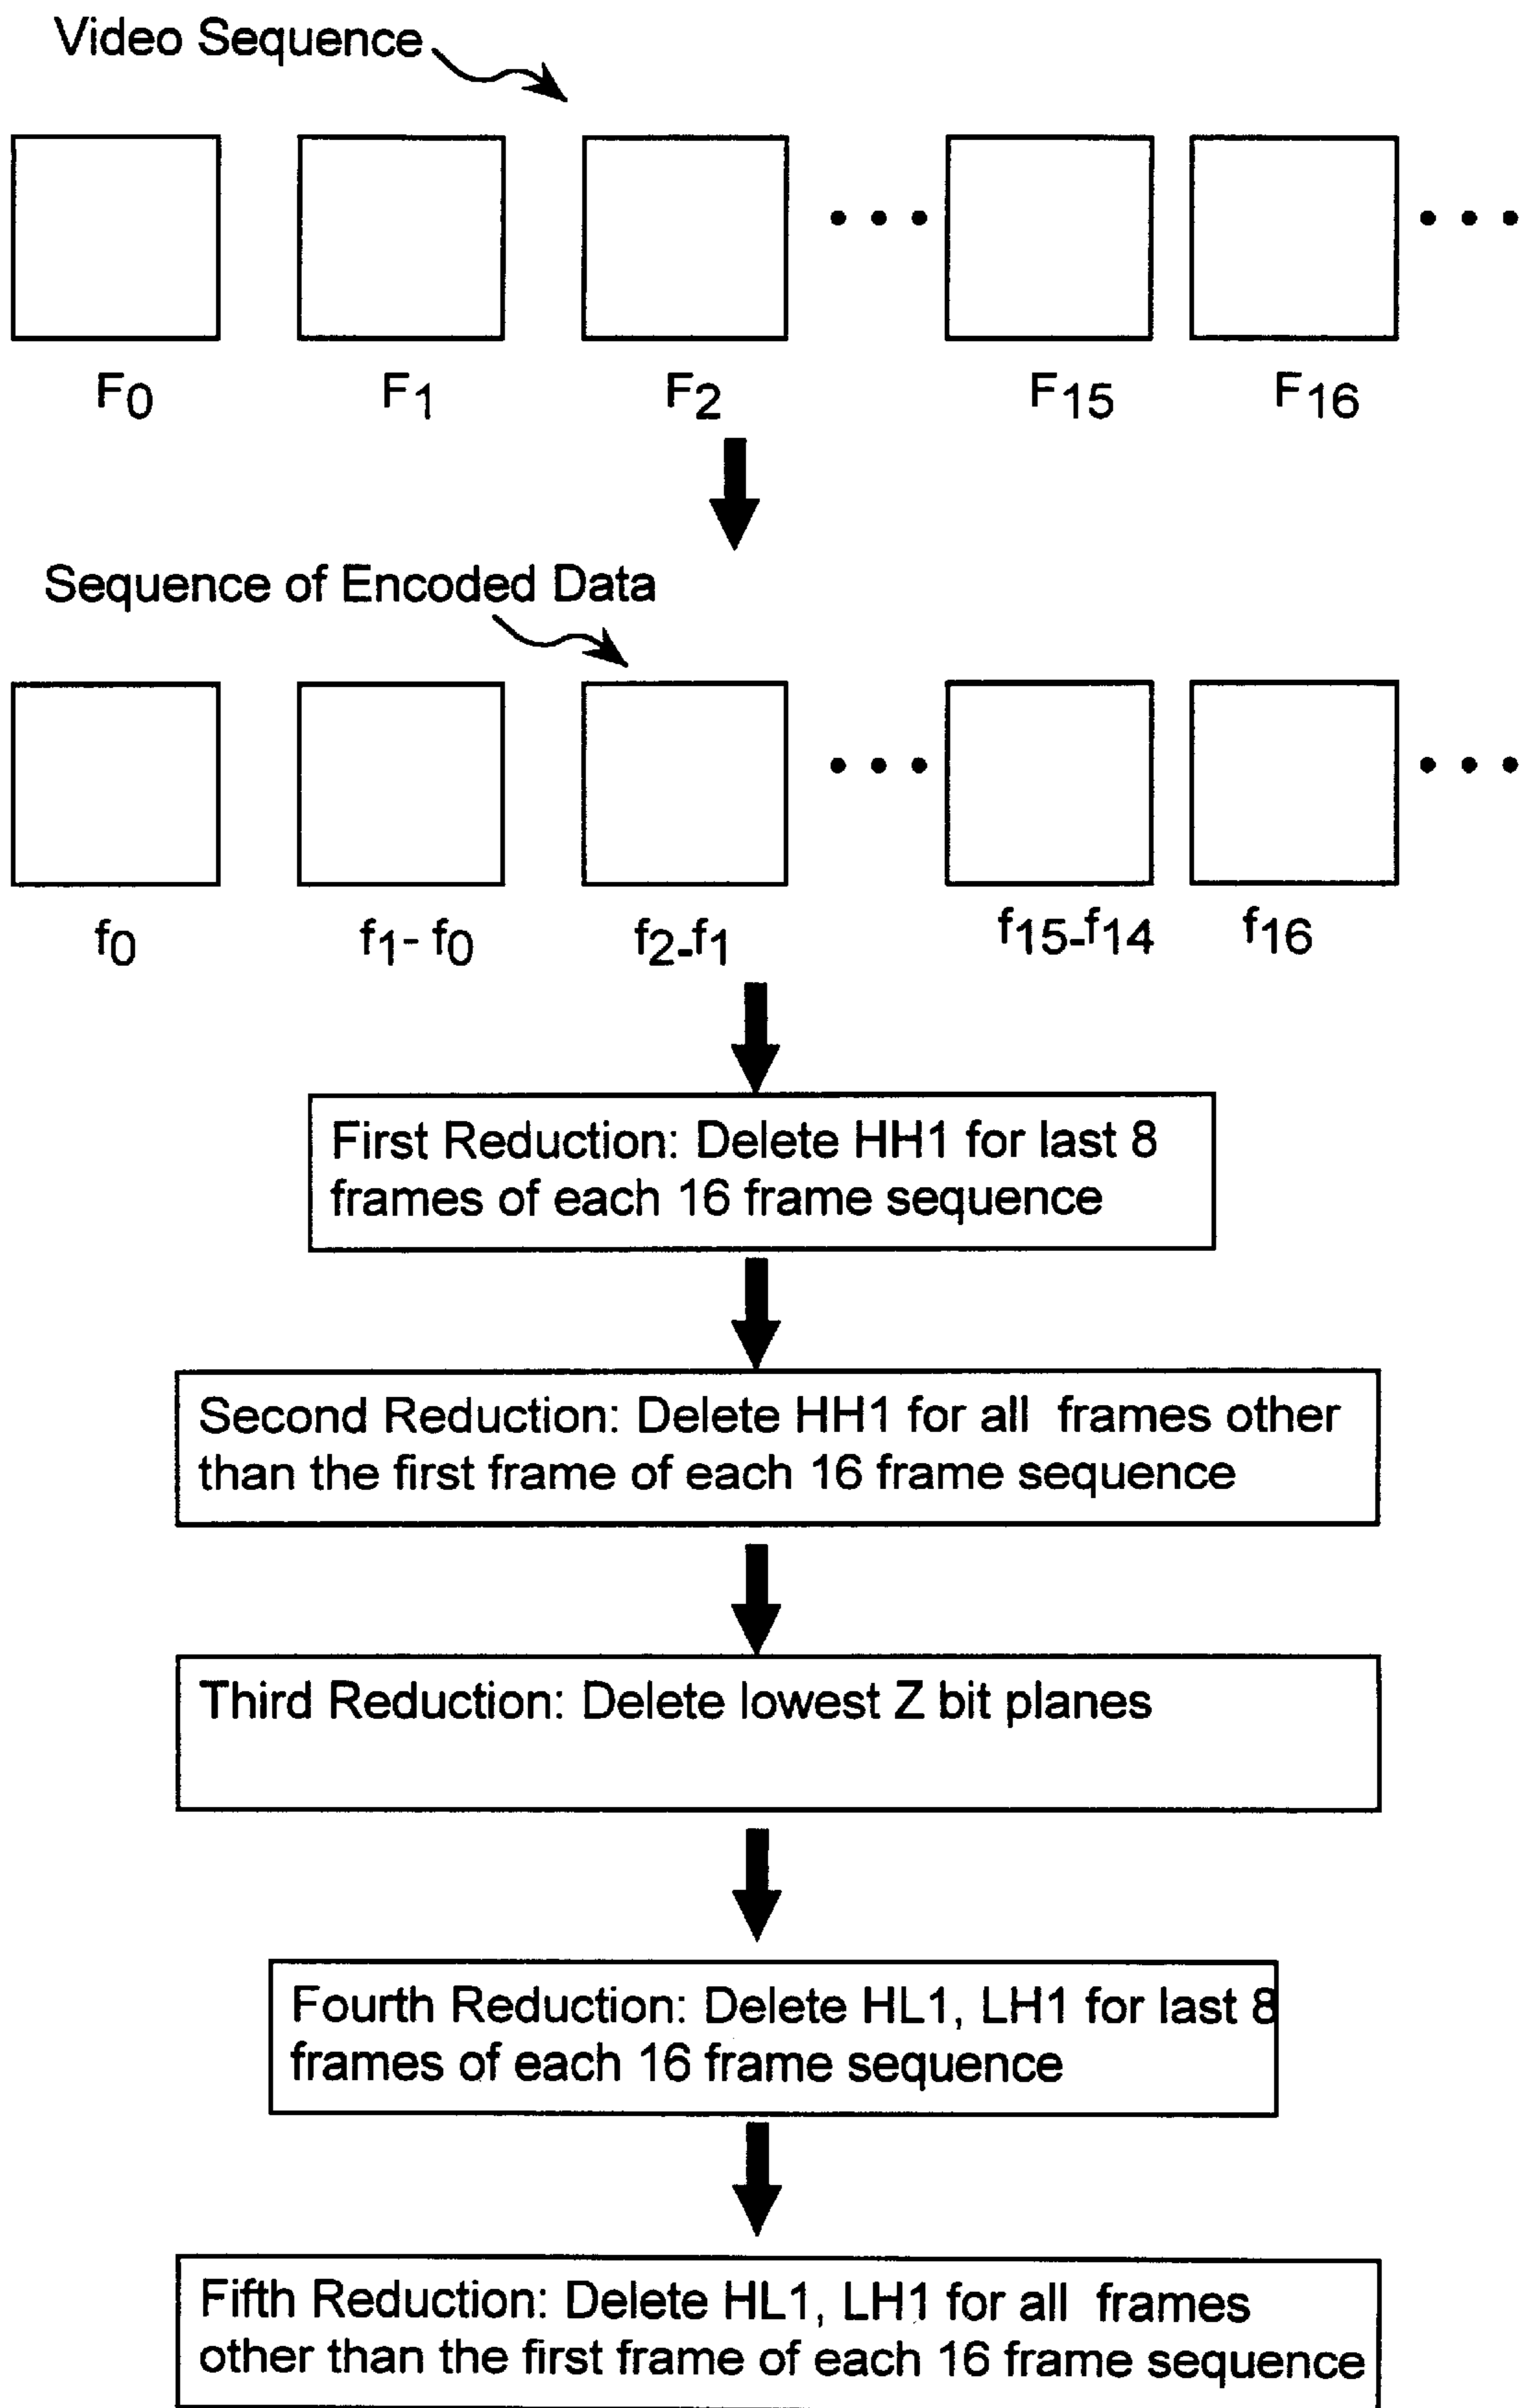 Video Sequence
F0 F1 F2 F15 F16
Sequence of Encoded Data
f0 f1- f0 f2-f1 f15-f14 f16
First Reduction: Delete HH1 for last 8
frames of each 16 frame sequence
Second Reduction: Delete HH1 for all frames other
than the first frame of each 16 frame sequence
Third Reduction: Delete lowest Z bit planes
Fourth Reduction: Delete HL1, LH1 for last 8
frames of each 16 frame sequence
Fifth Reduction: Delete HL1, LH1 for all frames
other than the first frame of each 16 frame sequence